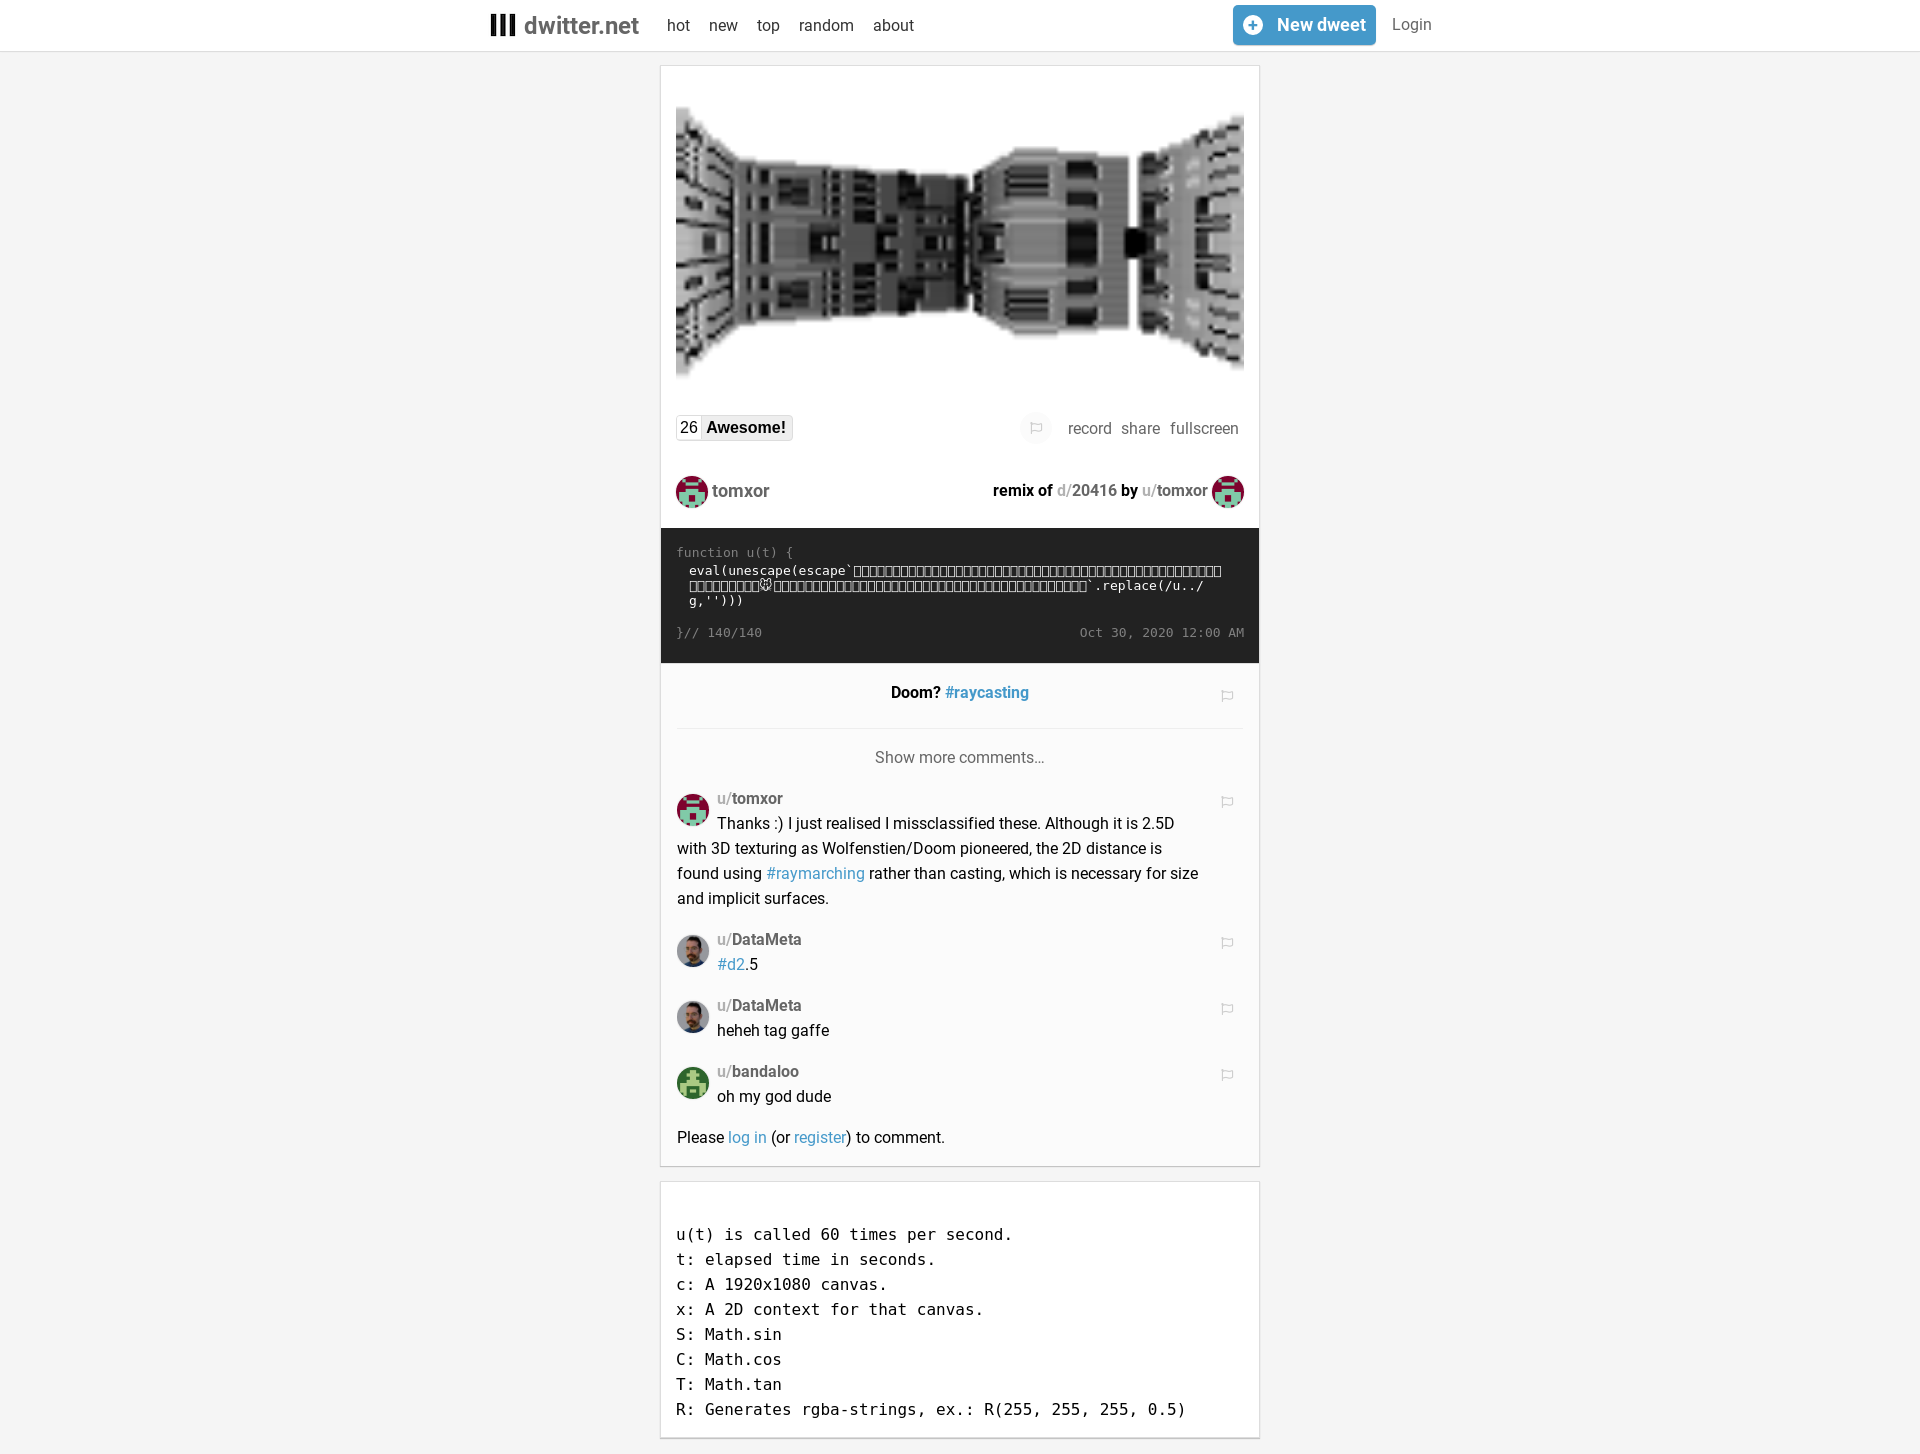 dwitter.net hot new top random about New dweet Login
26 Awesome! record share fullscreen
tomxor remix of d/20416 by u/tomxor
function u(t) {
eval(unescape(escape`
`.replace(/u../
g,'')))
}// 140/140 Oct 30, 2020 12:00 AM
Doom? #raycasting
Show more comments…
u/tomxor
Thanks :) I just realised I missclassified these. Although it is 2.5D
with 3D texturing as Wolfenstien/Doom pioneered, the 2D distance is
found using #raymarching rather than casting, which is necessary for size
and implicit surfaces.
u/DataMeta
#d2.5
u/DataMeta
heheh tag gaffe
u/bandaloo
oh my god dude
Please log in (or register) to comment.
u(t) is called 60 times per second.
t: elapsed time in seconds.
c: A 1920x1080 canvas.
x: A 2D context for that canvas.
S: Math.sin
C: Math.cos
T: Math.tan
R: Generates rgba-strings, ex.: R(255, 255, 255, 0.5)